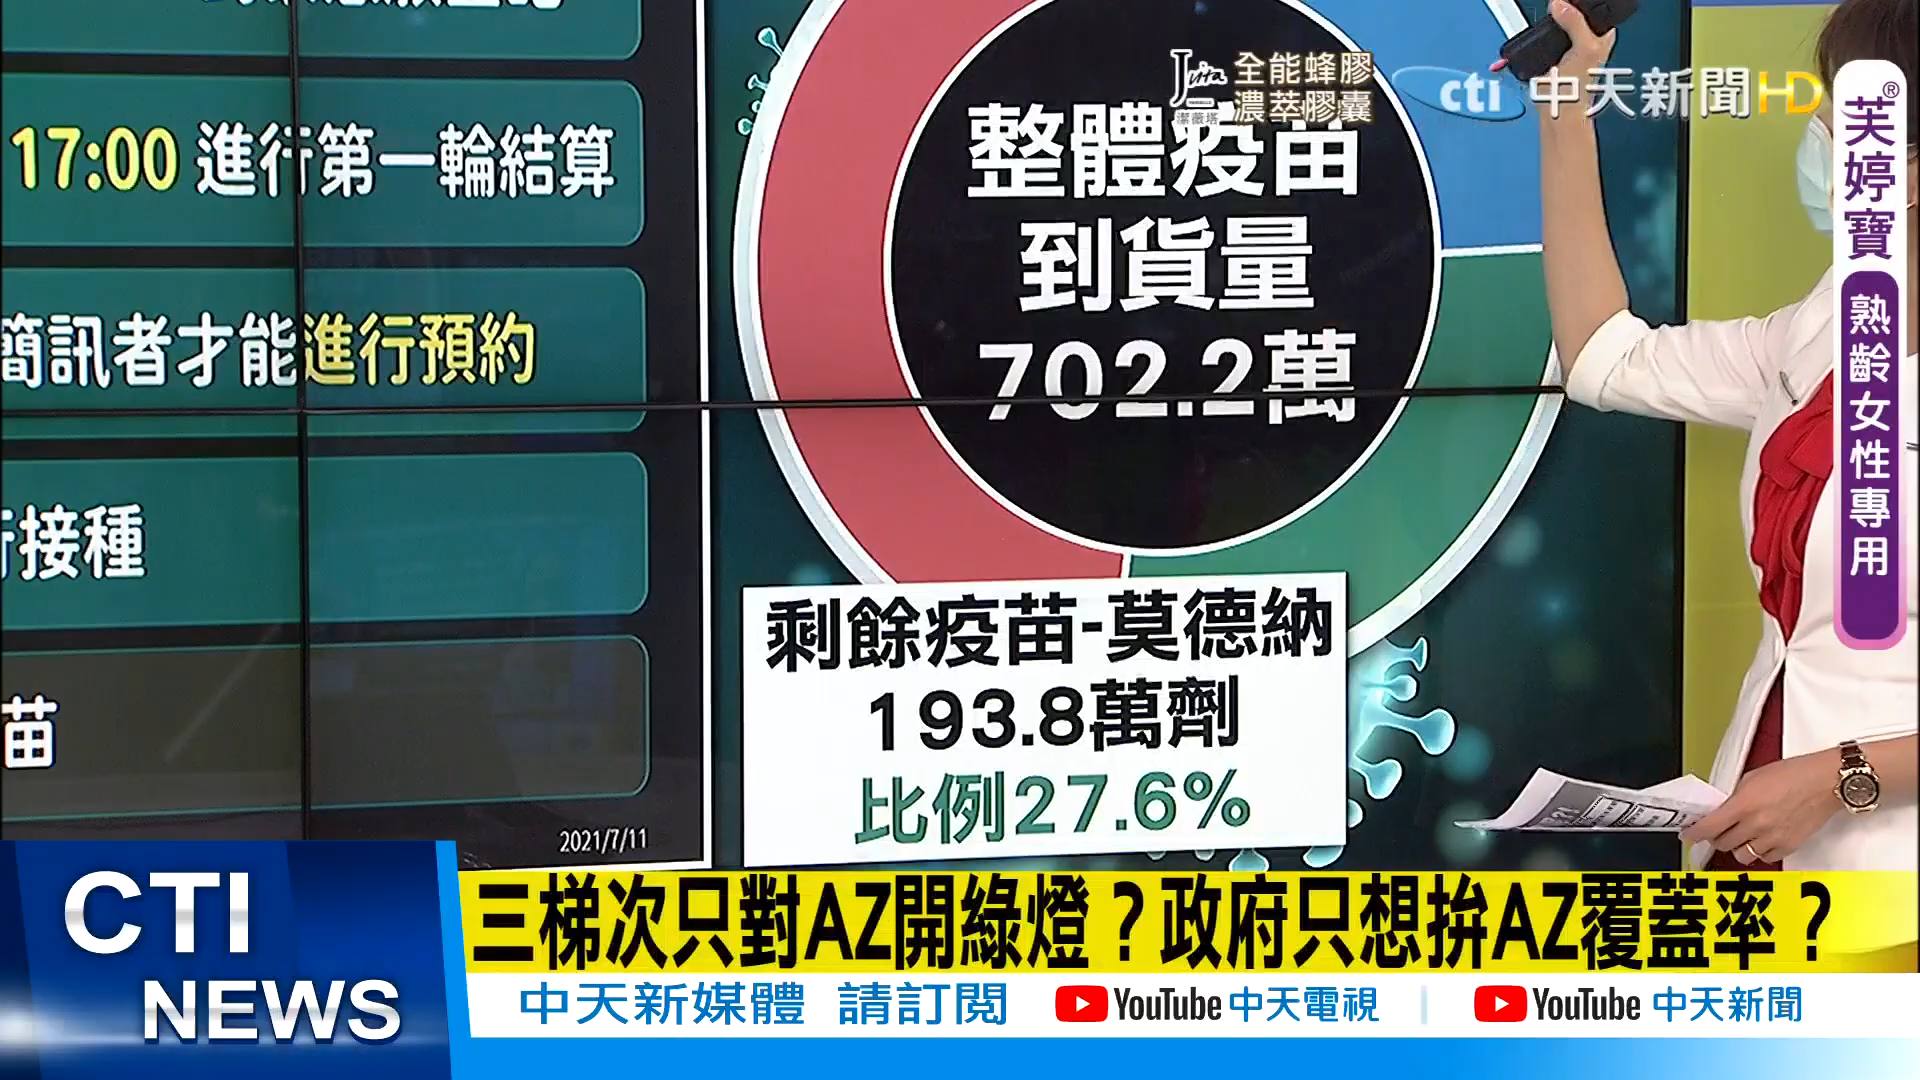 17:00 進行第一輪結算
簡訊者才能進行預約
接種
苗
2021/7/11
整體疫苗
到貨量
702.2萬
剩餘疫苗-莫德納
193.8萬劑
比例27.6%
Jvita
潔薇塔
全能蜂膠
濃萃膠囊
cti 中天新聞HD
芙婷寶®
熟齡女性專用
CTI
NEWS
三梯次只對AZ開綠燈？政府只想拚AZ覆蓋率？
中天新媒體 請訂閱 YouTube 中天電視 | YouTube 中天新聞